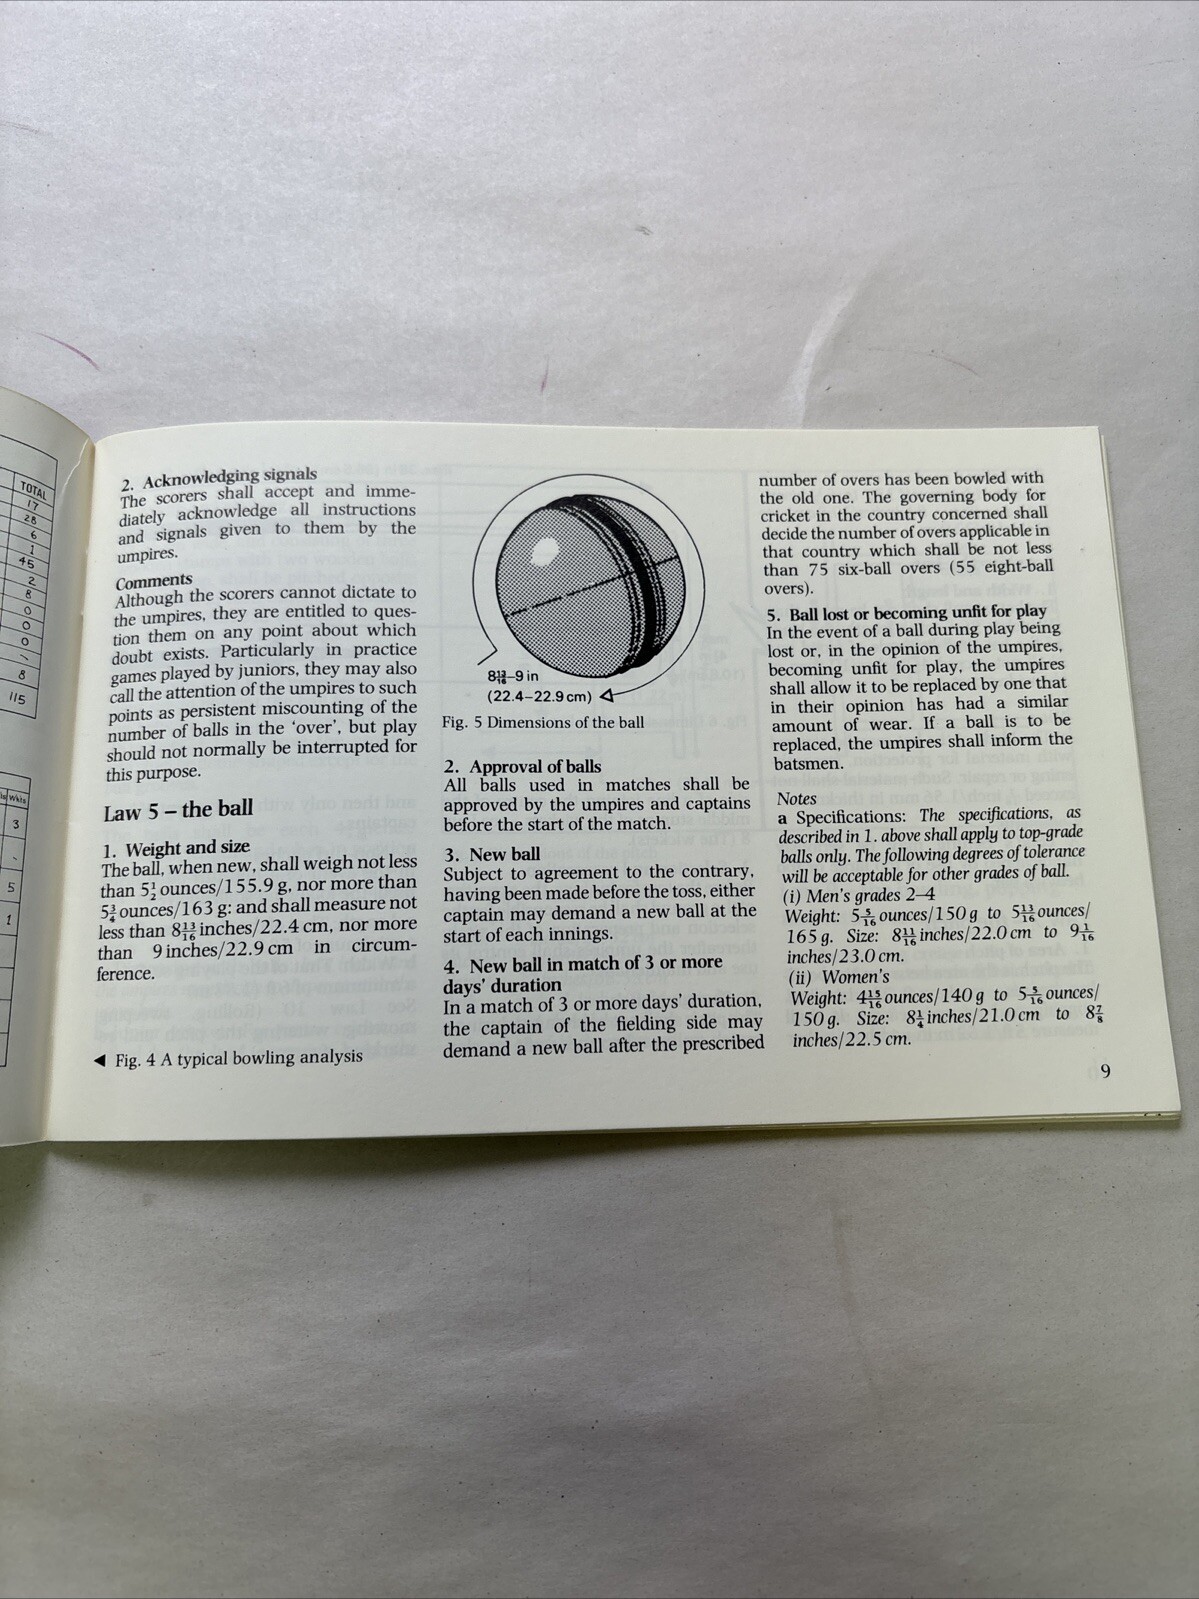 TOTAL
17
28
6
1
45
2
8
0
0
0
8
115
Whts
3
5
1
2. Acknowledging signals
The scorers shall accept and imme-
diately acknowledge all instructions
and signals given to them by the
umpires.
Comments
Although the scorers cannot dictate to
the umpires, they are entitled to ques-
tion them on any point about which
doubt exists. Particularly in practice
games played by juniors, they may also
call the attention of the umpires to such
points as persistent miscounting of the
number of balls in the ‘over’, but play
should not normally be interrupted for
this purpose.
Law 5 – the ball
1. Weight and size
The ball, when new, shall weigh not less
than 5½ ounces/155.9 g, nor more than
5¾ ounces/163 g: and shall measure not
less than 8 13/16 inches/22.4 cm, nor more
than 9 inches/22.9 cm in circum-
ference.
◄ Fig. 4 A typical bowling analysis
8 13/16–9 in
(22.4–22.9 cm)
Fig. 5 Dimensions of the ball
2. Approval of balls
All balls used in matches shall be
approved by the umpires and captains
before the start of the match.
3. New ball
Subject to agreement to the contrary,
having been made before the toss, either
captain may demand a new ball at the
start of each innings.
4. New ball in match of 3 or more
days’ duration
In a match of 3 or more days’ duration,
the captain of the fielding side may
demand a new ball after the prescribed
number of overs has been bowled with
the old one. The governing body for
cricket in the country concerned shall
decide the number of overs applicable in
that country which shall be not less
than 75 six-ball overs (55 eight-ball
overs).
5. Ball lost or becoming unfit for play
In the event of a ball during play being
lost or, in the opinion of the umpires,
becoming unfit for play, the umpires
shall allow it to be replaced by one that
in their opinion has had a similar
amount of wear. If a ball is to be
replaced, the umpires shall inform the
batsmen.
Notes
a Specifications: The specifications, as
described in 1. above shall apply to top-grade
balls only. The following degrees of tolerance
will be acceptable for other grades of ball.
(i) Men’s grades 2–4
Weight: 5 5/16 ounces/150 g to 5 13/16 ounces/
165 g. Size: 8 11/16 inches/22.0 cm to 9 1/16
inches/23.0 cm.
(ii) Women’s
Weight: 4 15/16 ounces/140 g to 5 5/16 ounces/
150 g. Size: 8¼ inches/21.0 cm to 8⅞
inches/22.5 cm.
9